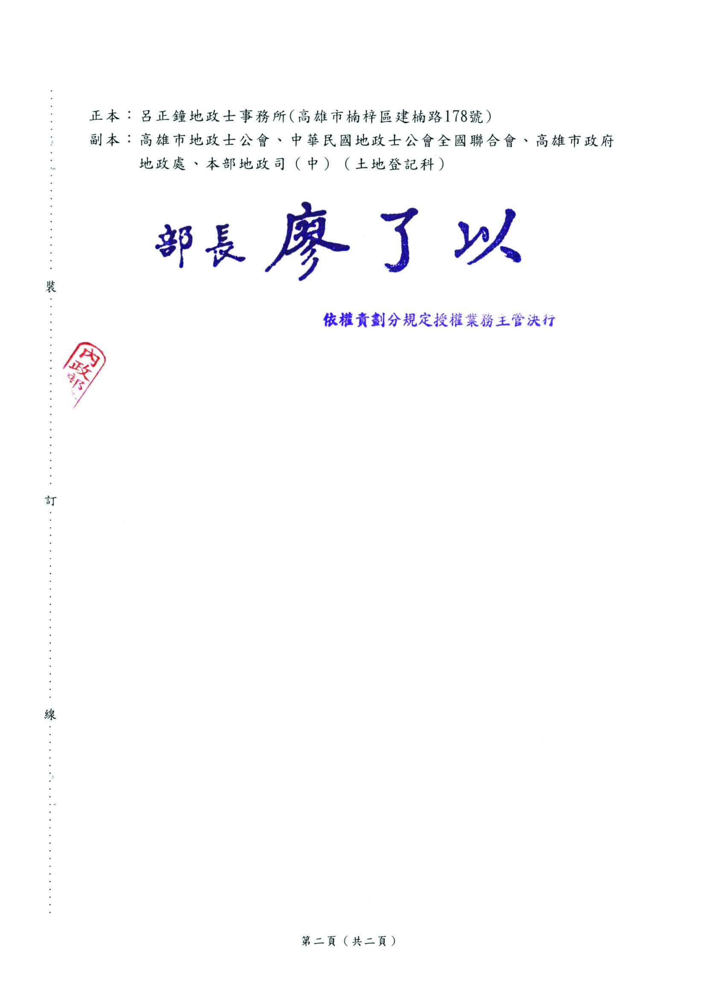 正本：呂正鐘地政士事務所(高雄市楠梓區建楠路178號)
副本：高雄市地政士公會、中華民國地政士公會全國聯合會、高雄市政府
地政處、本部地政司（中）（土地登記科）
部長 廖了以
依權責劃分規定授權業務主管決行
裝
內政部
訂
線
第二頁（共二頁）